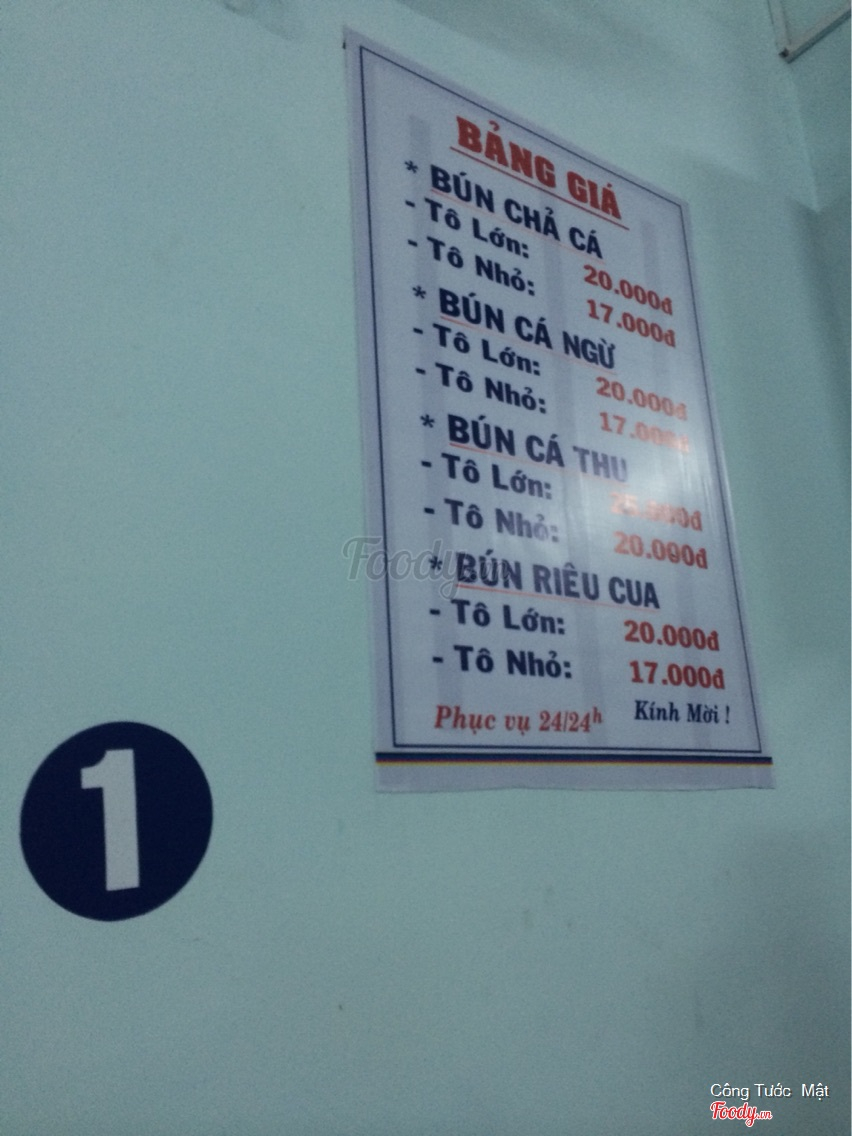 BẢNG GIÁ
* BÚN CHẢ CÁ
- Tô Lớn: 20.000đ
- Tô Nhỏ: 17.000đ
* BÚN CÁ NGỪ
- Tô Lớn: 20.000đ
- Tô Nhỏ: 17.000đ
* BÚN CÁ THU
- Tô Lớn: 25.000đ
- Tô Nhỏ: 20.000đ
* BÚN RIÊU CUA
- Tô Lớn: 20.000đ
- Tô Nhỏ: 17.000đ
Phục vụ 24/24h Kính Mời !
1
Foody.vn
Công Tước Mật
Foody.vn